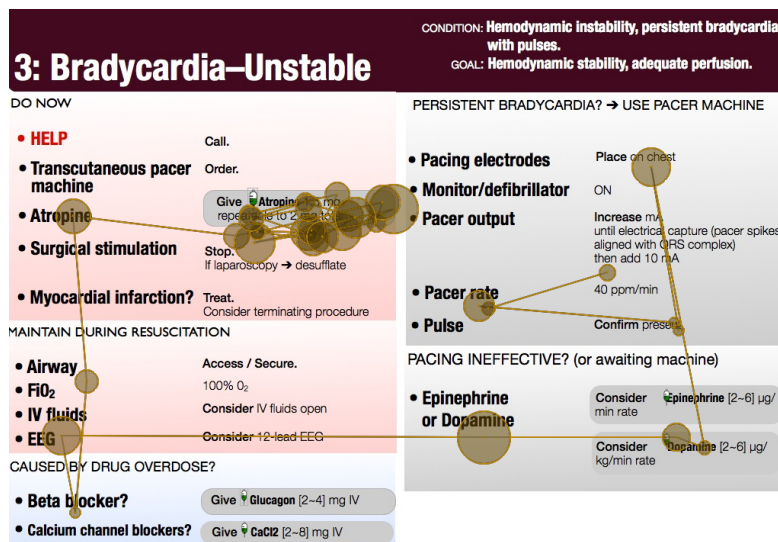 3: Bradycardia–Unstable
CONDITION: Hemodynamic instability, persistent bradycardia
with pulses.
GOAL: Hemodynamic stability, adequate perfusion.
DO NOW
• HELP Call.
• Transcutaneous pacer Order.
machine
• Atropine Give Atropine mg
repeat to 2 mg
• Surgical stimulation Stop.
If laparoscopy ➔ desufflate
• Myocardial infarction? Treat.
Consider terminating procedure
MAINTAIN DURING RESUSCITATION
• Airway Access / Secure.
• FiO2 100% O2
• IV fluids Consider IV fluids open
• EEG Consider 12-lead EEG
CAUSED BY DRUG OVERDOSE?
• Beta blocker? Give Glucagon [2~4] mg IV
• Calcium channel blockers? Give CaCl2 [2~8] mg IV
PERSISTENT BRADYCARDIA? ➔ USE PACER MACHINE
• Pacing electrodes Place on chest
• Monitor/defibrillator ON
• Pacer output Increase mA
until electrical capture (pacer spikes
aligned with QRS complex)
then add 10 mA
• Pacer rate 40 ppm/min
• Pulse Confirm present
PACING INEFFECTIVE? (or awaiting machine)
• Epinephrine Consider Epinephrine [2~6] µg/
or Dopamine min rate
Consider Dopamine [2~6] µg/
kg/min rate